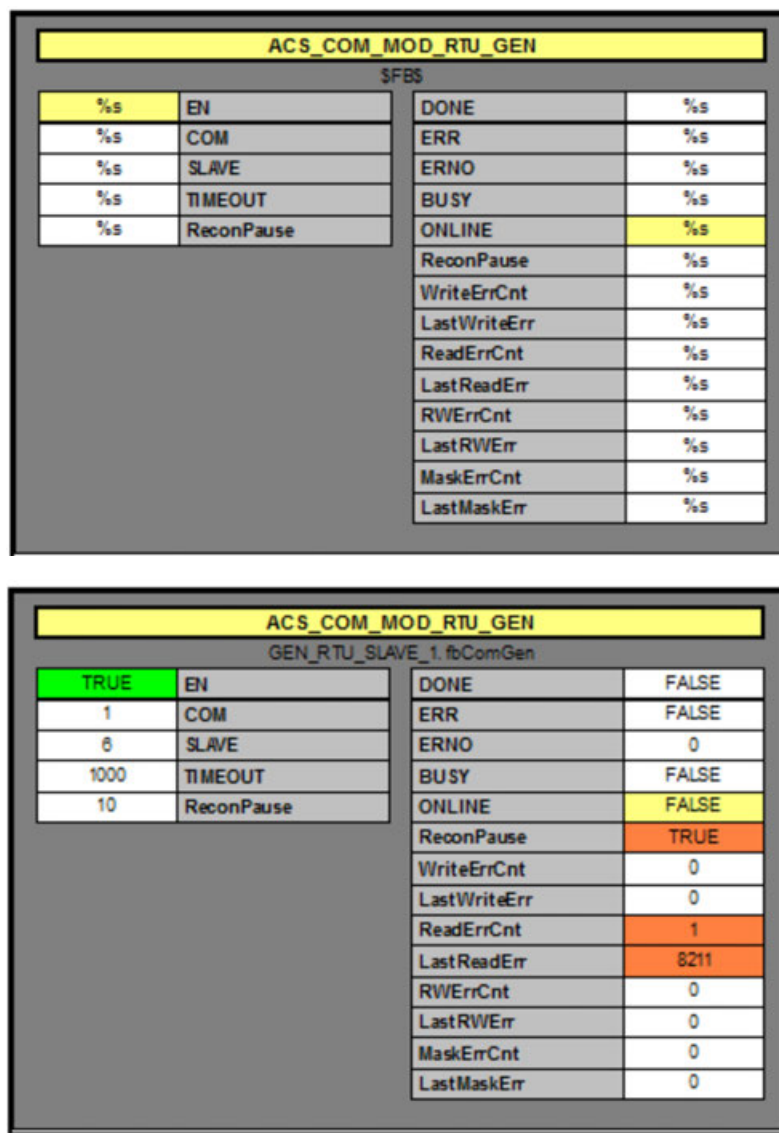 ACS_COM_MOD_RTU_GEN
$FB$
%s EN DONE %s
%s COM ERR %s
%s SLAVE ERNO %s
%s TIMEOUT BUSY %s
%s ReconPause ONLINE %s
ReconPause %s
WriteErrCnt %s
LastWriteErr %s
ReadErrCnt %s
LastReadErr %s
RWErrCnt %s
LastRWErr %s
MaskErrCnt %s
LastMaskErr %s
ACS_COM_MOD_RTU_GEN
GEN_RTU_SLAVE_1.fbComGen
TRUE EN DONE FALSE
1 COM ERR FALSE
6 SLAVE ERNO 0
1000 TIMEOUT BUSY FALSE
10 ReconPause ONLINE FALSE
ReconPause TRUE
WriteErrCnt 0
LastWriteErr 0
ReadErrCnt 1
LastReadErr 8211
RWErrCnt 0
LastRWErr 0
MaskErrCnt 0
LastMaskErr 0